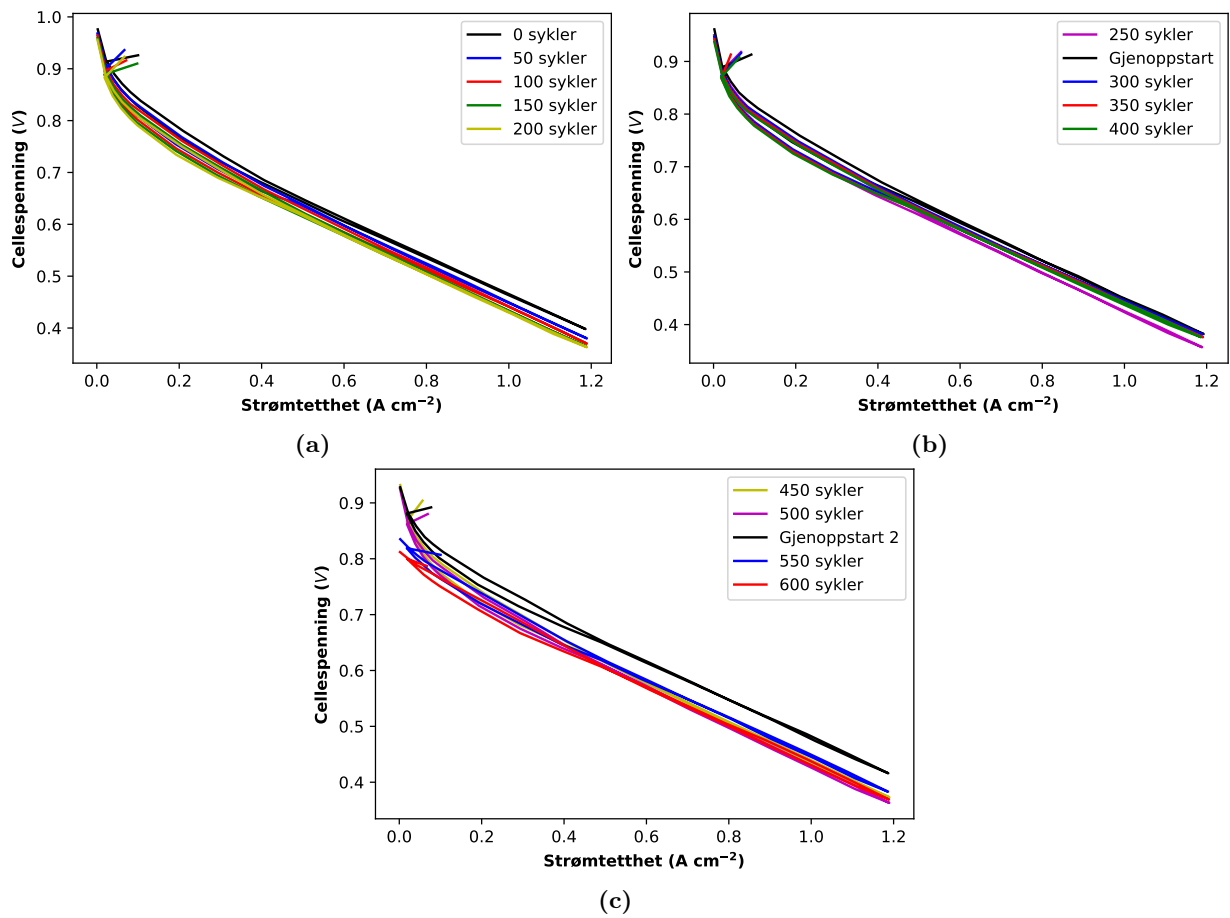 1.0
0.9
0.8
0.7
0.6
0.5
0.4
Cellespenning (V)
0 sykler
50 sykler
100 sykler
150 sykler
200 sykler
0.0 0.2 0.4 0.6 0.8 1.0 1.2
Strømtetthet (A cm⁻²)
(a)
0.9
0.8
0.7
0.6
0.5
0.4
Cellespenning (V)
250 sykler
Gjenoppstart
300 sykler
350 sykler
400 sykler
0.0 0.2 0.4 0.6 0.8 1.0 1.2
Strømtetthet (A cm⁻²)
(b)
0.9
0.8
0.7
0.6
0.5
0.4
Cellespenning (V)
450 sykler
500 sykler
Gjenoppstart 2
550 sykler
600 sykler
0.0 0.2 0.4 0.6 0.8 1.0 1.2
Strømtetthet (A cm⁻²)
(c)